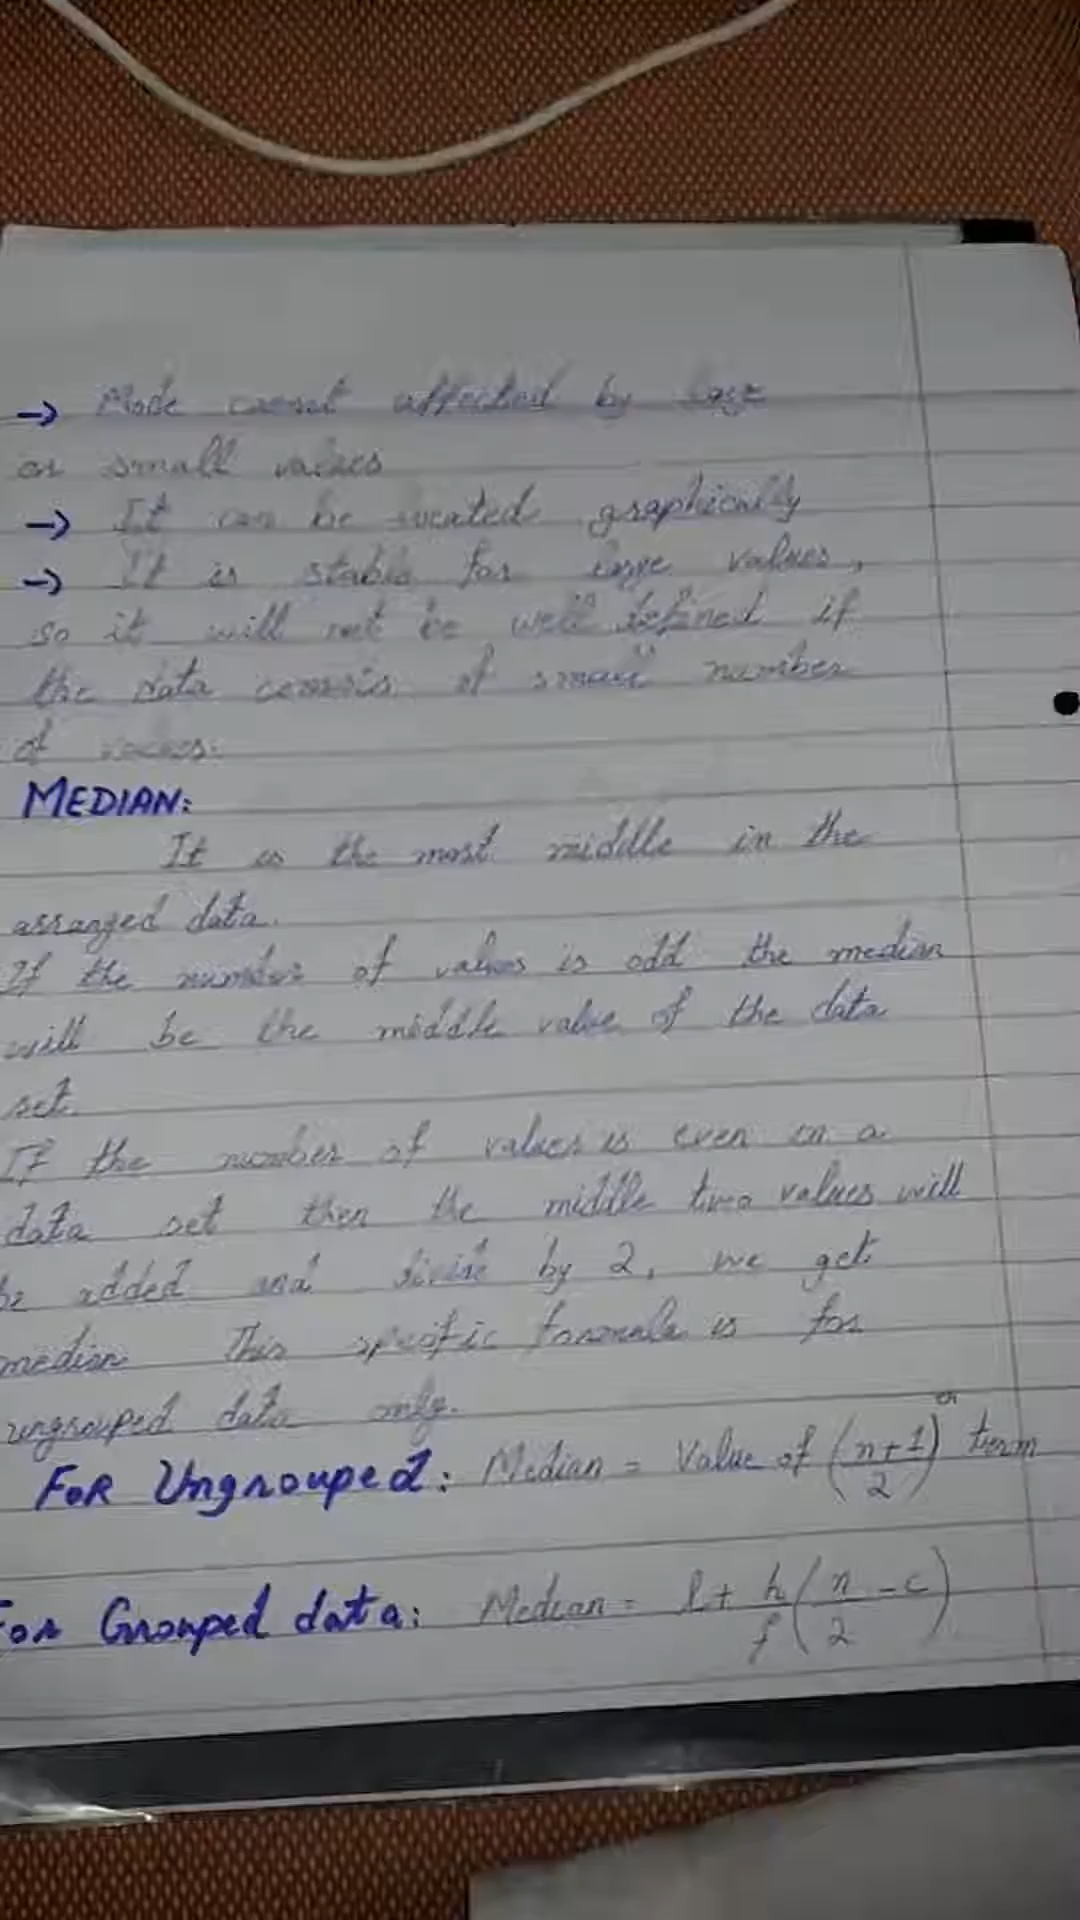 → Mode cannot affected by large
or small values
→ It can be located graphically
→ It is stable for large values,
so it will not be well defined if
the data consis of small number
of values.
MEDIAN:
It is the most middle in the
arranged data.
If the number of values is odd the median
will be the middle value of the data
set.
If the number of values is even in a
data set then the middle two values will
be added and divide by 2, we get
median This specific formula is for
ungrouped data only.
FOR Ungrouped: Median = Value of (n+1/2)th term
For Grouped data: Median = l + h/f (n/2 - c)